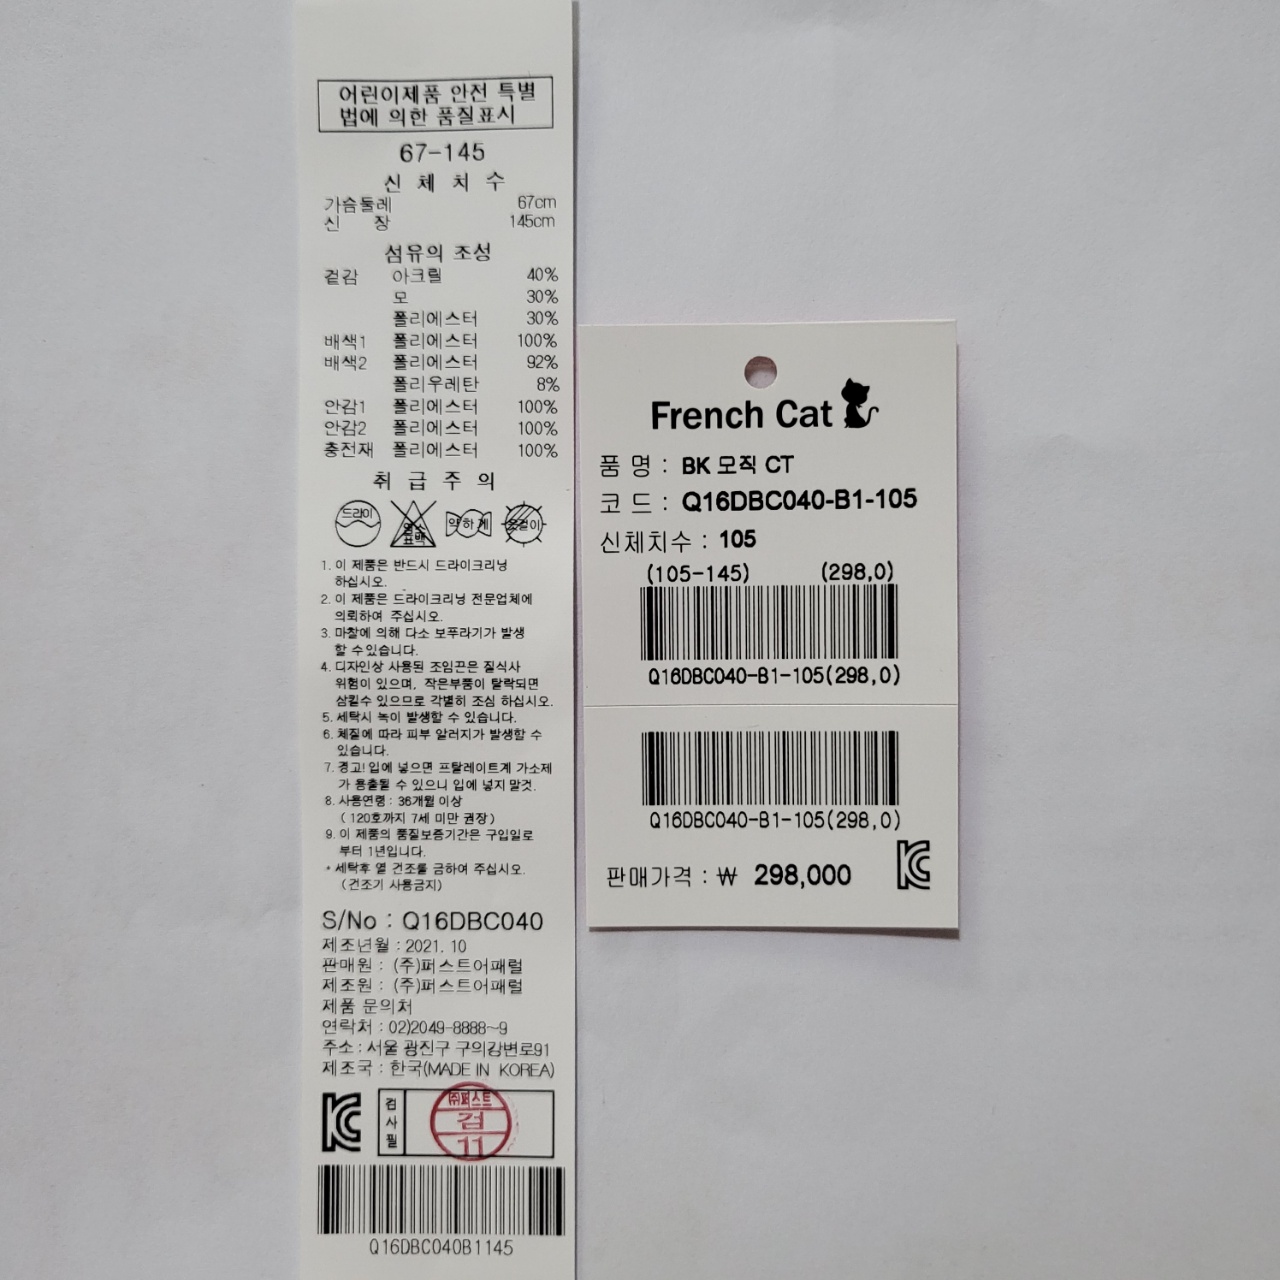 어린이제품 안전 특별
법에 의한 품질표시
67-145
신 체 치 수
가슴둘레 67cm
신 장 145cm
섬유의 조성
겉감 아크릴 40%
모 30%
폴리에스터 30%
배색1 폴리에스터 100%
배색2 폴리에스터 92%
폴리우레탄 8%
안감1 폴리에스터 100%
안감2 폴리에스터 100%
충전재 폴리에스터 100%
취 급 주 의
드라이 염소표백 약하게 옷걸이
1. 이 제품은 반드시 드라이크리닝
하십시오.
2. 이 제품은 드라이크리닝 전문업체에
의뢰하여 주십시오.
3. 마찰에 의해 다소 보푸라기가 발생
할 수있습니다.
4. 디자인상 사용된 조임끈은 질식사
위험이 있으며, 작은부품이 탈락되면
삼킬수 있으므로 각별히 조심 하십시오.
5. 세탁시 녹이 발생할 수 있습니다.
6. 체질에 따라 피부 알러지가 발생할 수
있습니다.
7. 경고! 입에 넣으면 프탈레이트계 가소제
가 용출될 수 있으니 입에 넣지 말것.
8. 사용연령 : 36개월 이상
( 120호까지 7세 미만 권장 )
9. 이 제품의 품질보증기간은 구입일로
부터 1년입니다.
* 세탁후 열 건조를 금하여 주십시오.
(건조기 사용금지)
S/No : Q16DBC040
제조년월 : 2021. 10
판매원 : (주)퍼스트어패럴
제조원 : (주)퍼스트어패럴
제품 문의처
연락처 : 02)2049-8888~9
주소 : 서울 광진구 구의강변로91
제조국 : 한국(MADE IN KOREA)
KC 검사필 ㈜퍼스트
검
11
Q16DBC040B1145
French Cat
품 명 : BK 모직 CT
코 드 : Q16DBC040-B1-105
신체치수 : 105
(105-145) (298,0)
Q16DBC040-B1-105(298,0)
Q16DBC040-B1-105(298,0)
판매가격 : ₩ 298,000
KC